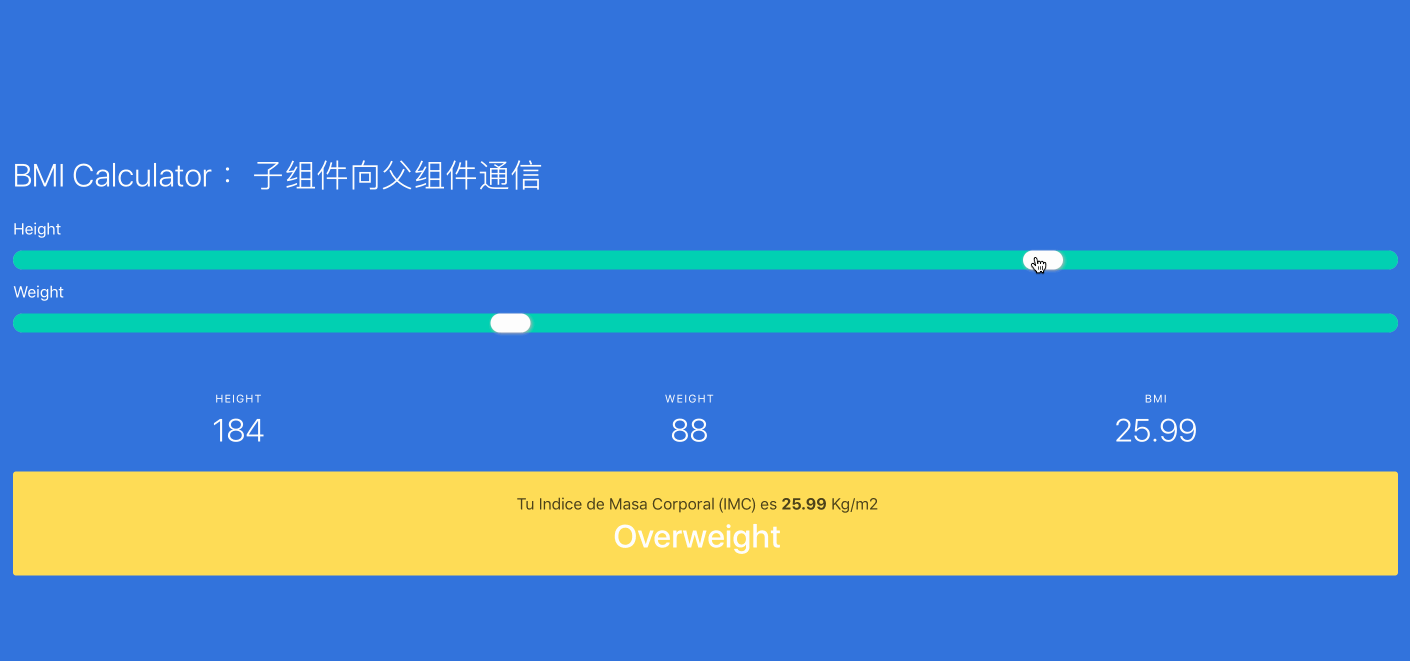 BMI Calculator： 子组件向父组件通信
Height
Weight
HEIGHT
WEIGHT
BMI
184
88
25.99
Tu Indice de Masa Corporal (IMC) es 25.99 Kg/m2
Overweight